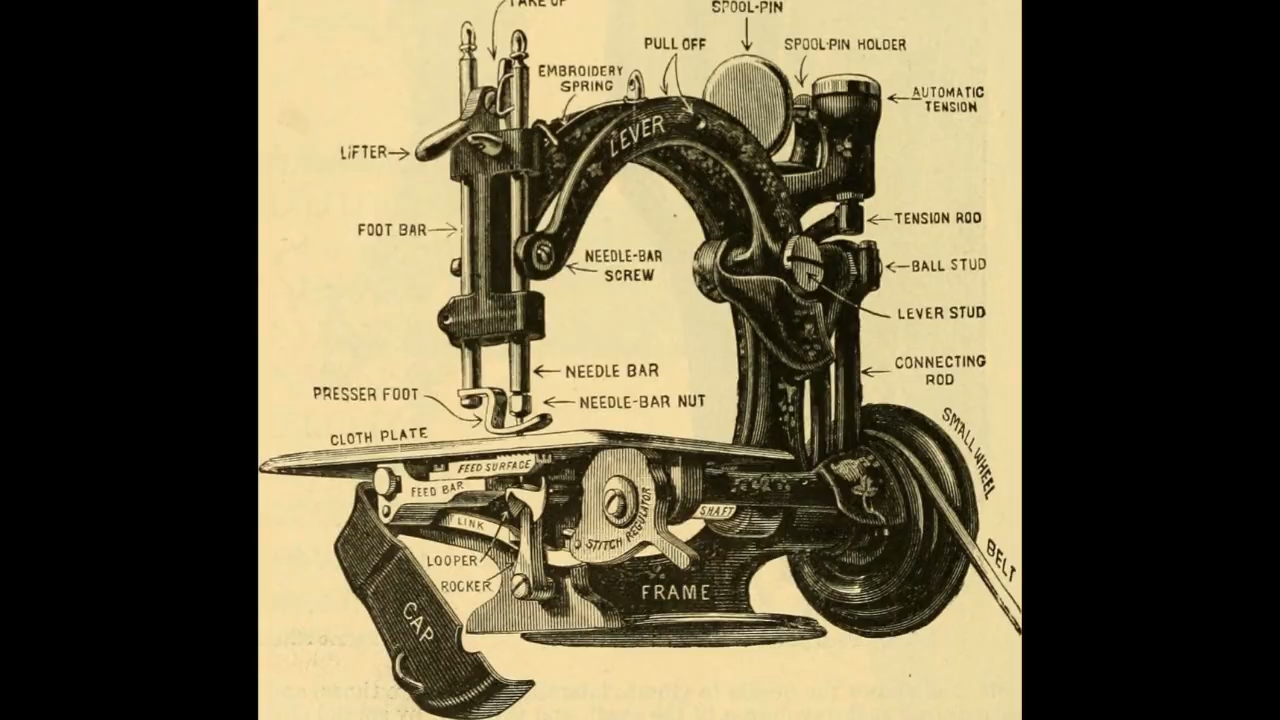 TAKE UP
SPOOL-PIN
PULL OFF
SPOOL-PIN HOLDER
EMBROIDERY
SPRING
AUTOMATIC
TENSION
LEVER
LIFTER
TENSION ROD
FOOT BAR
NEEDLE-BAR
SCREW
BALL STUD
LEVER STUD
CONNECTING
ROD
NEEDLE BAR
PRESSER FOOT
NEEDLE-BAR NUT
CLOTH PLATE
SMALL WHEEL
FEED SURFACE
FEED BAR
STITCH REGULATOR
SHAFT
LINK
LOOPER
BELT
ROCKER
FRAME
CAP